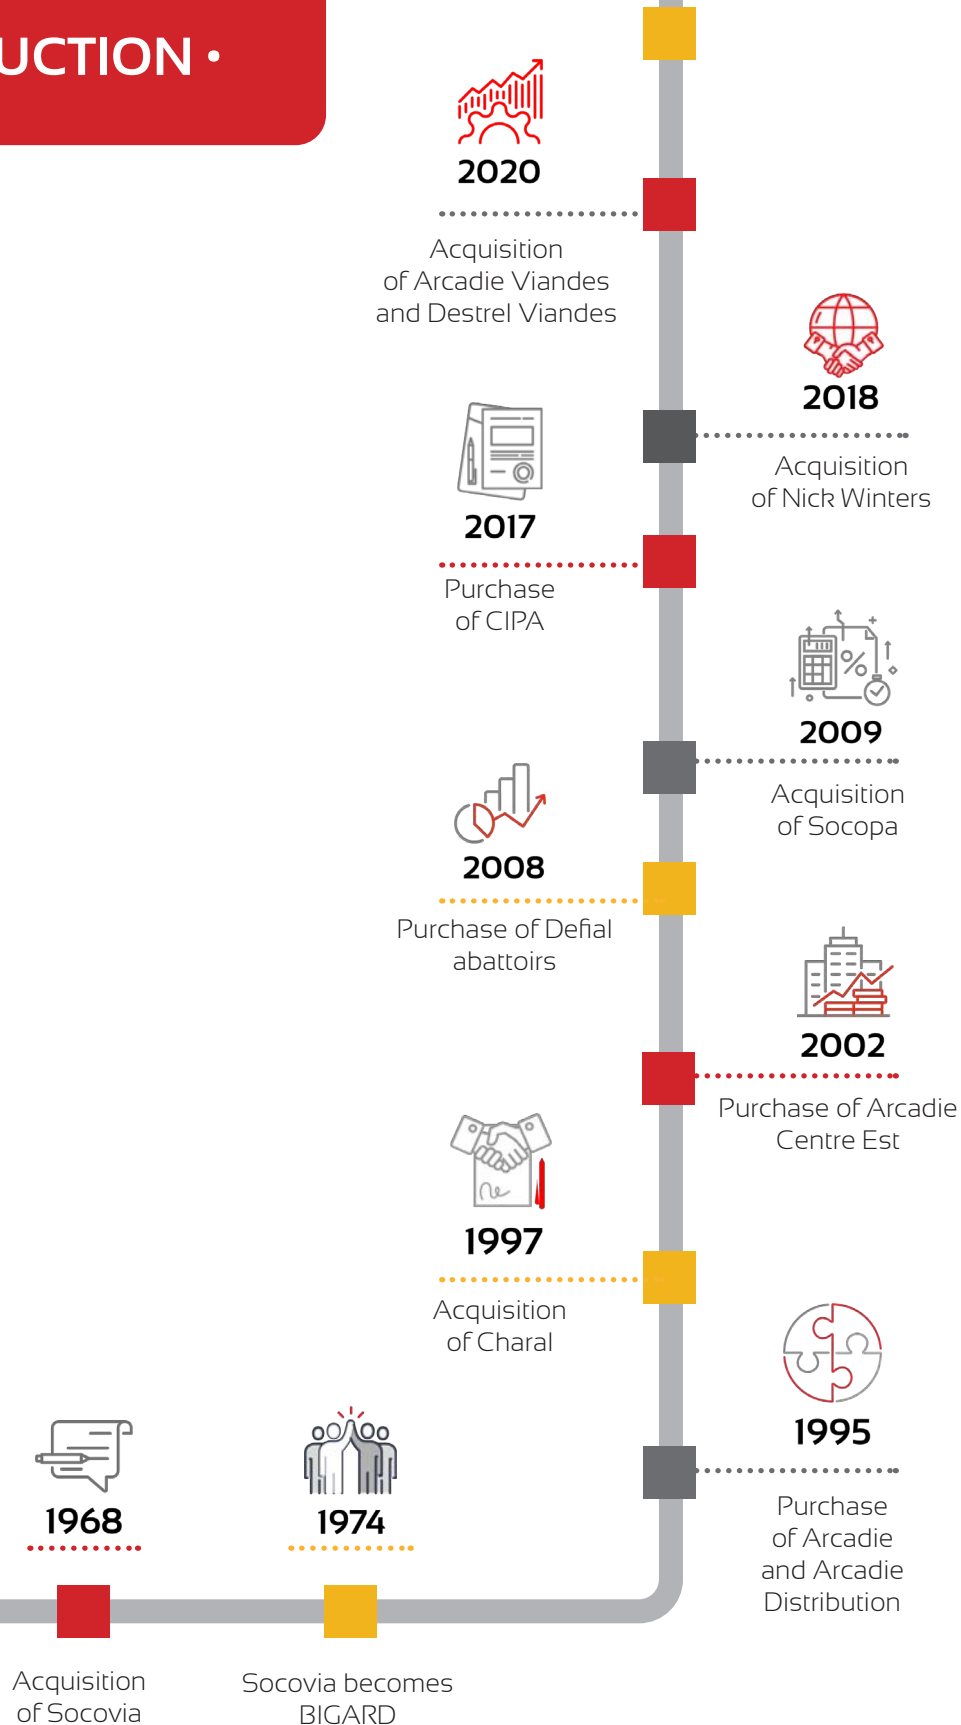 UCTION •
2020
Acquisition
of Arcadie Viandes
and Destrel Viandes
2018
Acquisition
of Nick Winters
2017
Purchase
of CIPA
2009
Acquisition
of Socopa
2008
Purchase of Defial
abattoirs
2002
Purchase of Arcadie
Centre Est
1997
Acquisition
of Charal
1995
Purchase
of Arcadie
and Arcadie
Distribution
1968
Acquisition
of Socovia
1974
Socovia becomes
BIGARD